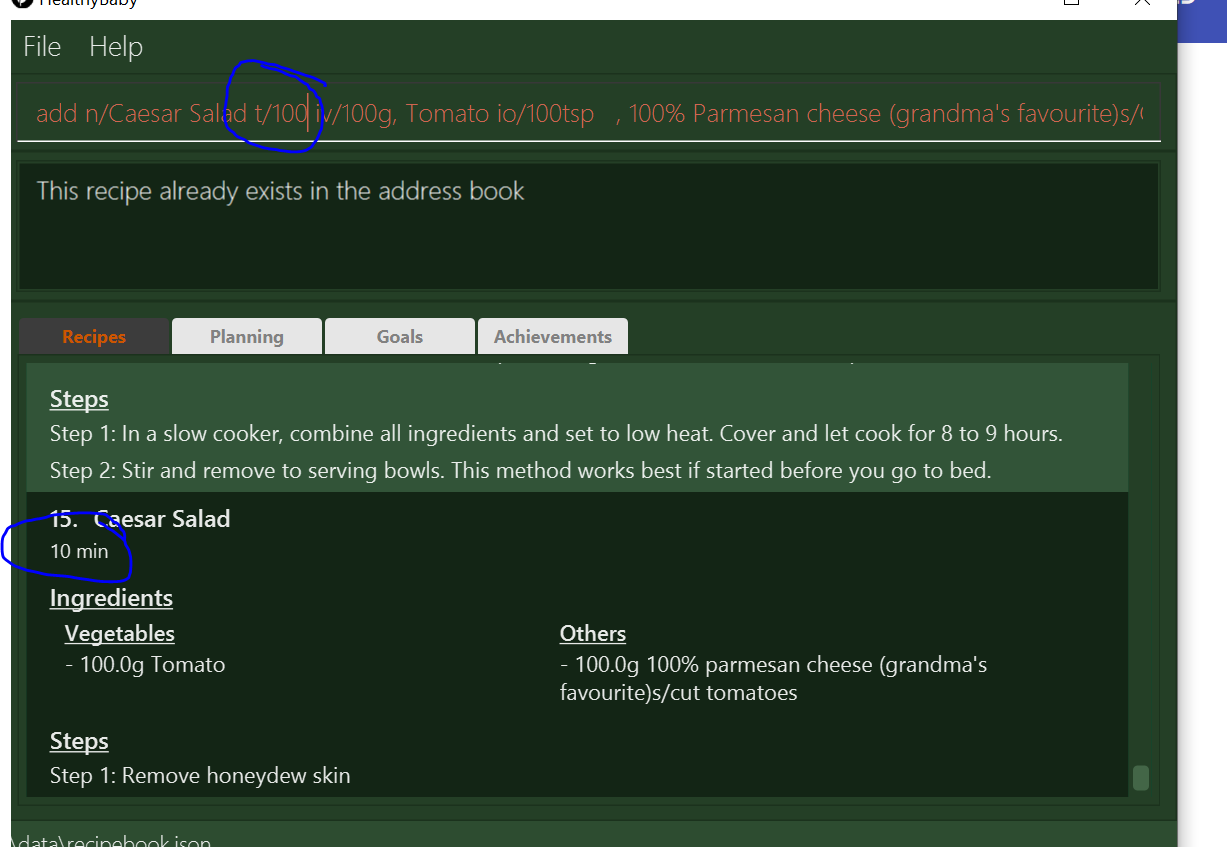 HealthyBaby
File Help
add n/Caesar Salad t/100 iv/100g, Tomato io/100tsp , 100% Parmesan cheese (grandma's favourite)s/
This recipe already exists in the address book
Recipes Planning Goals Achievements
Steps
Step 1: In a slow cooker, combine all ingredients and set to low heat. Cover and let cook for 8 to 9 hours.
Step 2: Stir and remove to serving bowls. This method works best if started before you go to bed.
15. Caesar Salad
10 min
Ingredients
Vegetables Others
- 100.0g Tomato - 100.0g 100% parmesan cheese (grandma's
favourite)s/cut tomatoes
Steps
Step 1: Remove honeydew skin
\data\recipebook.json